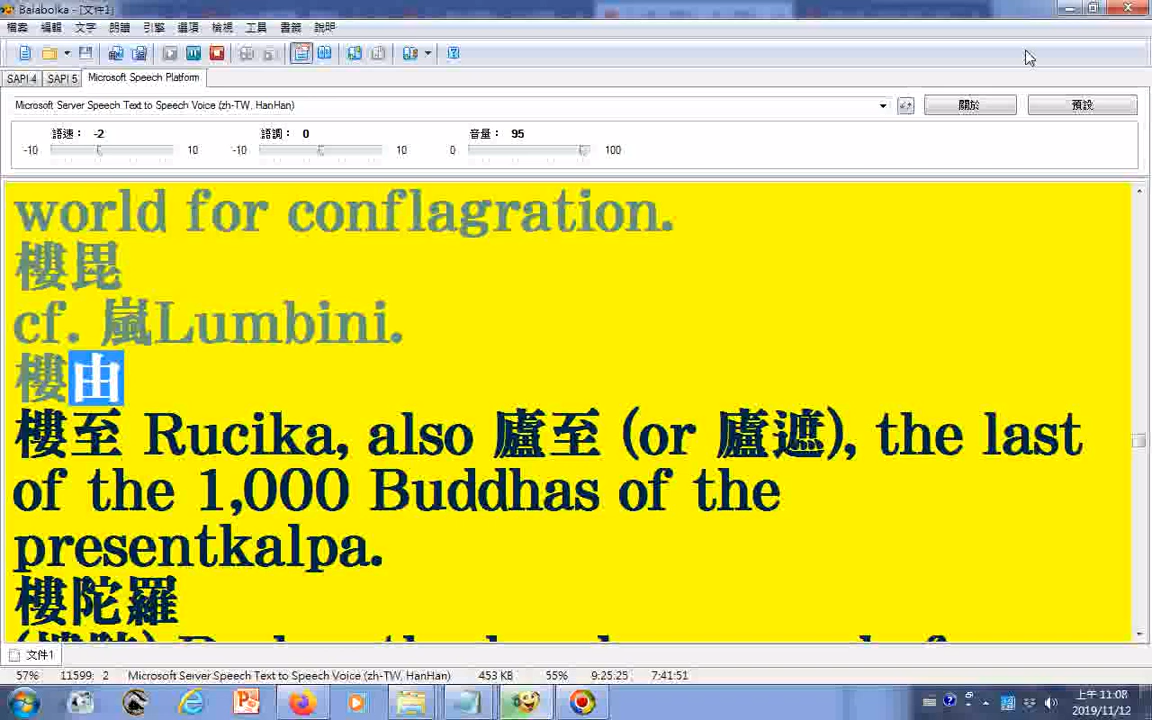 Balabolka - [文件1]
檔案 編輯 文字 朗讀 引擎 選項 檢視 工具 書籤 說明
SAPI 4 SAPI 5 Microsoft Speech Platform
Microsoft Server Speech Text to Speech Voice (zh-TW, HanHan) 關於 預設
語速： -2 語調： 0 音量： 95
-10 10 -10 10 0 100
world for conflagration.
樓毘
cf. 嵐Lumbini.
樓由
樓至 Rucika, also 廬至 (or 廬遮), the last
of the 1,000 Buddhas of the
presentkalpa.
樓陀羅
文件1
57% 11599: 2 Microsoft Server Speech Text to Speech Voice (zh-TW, HanHan) 453 KB 55% 9:25:25 7:41:51
上午 11:08
2019/11/12